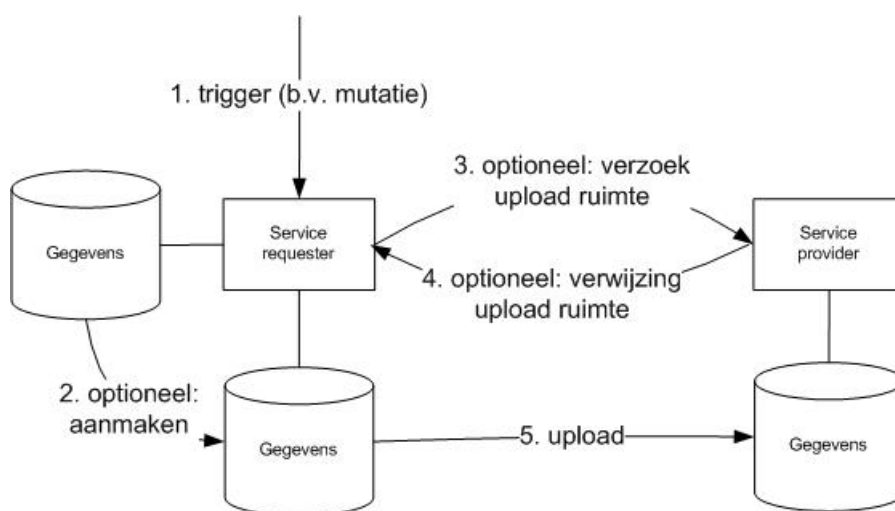 1. trigger (b.v. mutatie)
3. optioneel: verzoek
upload ruimte
Gegevens
Service
requester
Service
provider
4. optioneel: verwijzing
upload ruimte
2. optioneel:
aanmaken
Gegevens
5. upload
Gegevens